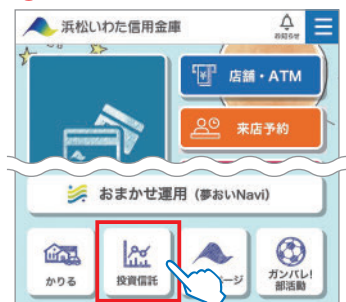 浜松いわた信用金庫
お知らせ
店舗・ATM
来店予約
おまかせ運用(夢おいNavi)
かりる
投資信託
ージ
ガンバレ!
部活動